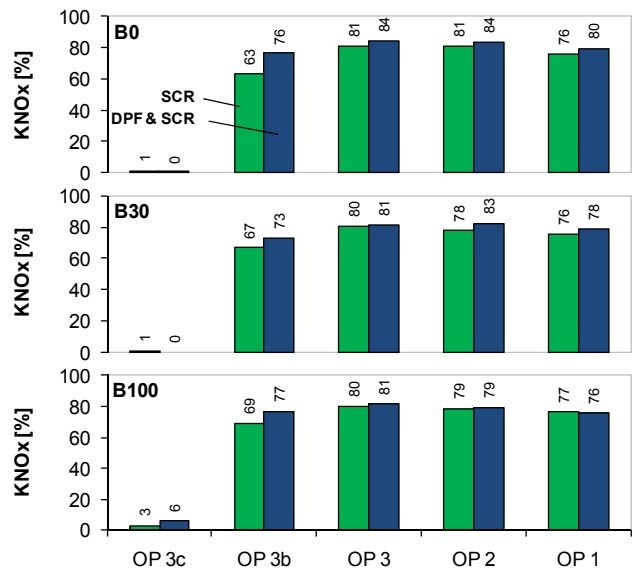 B0
KNOx [%]
100
80
60
40
20
0
SCR
DPF & SCR
1 0 63 76 81 84 81 84 76 80
B30
KNOx [%]
100
80
60
40
20
0
1 0 67 73 80 81 78 83 76 78
B100
KNOx [%]
100
80
60
40
20
0
3 6 69 77 80 81 79 79 77 76
OP 3c OP 3b OP 3 OP 2 OP 1